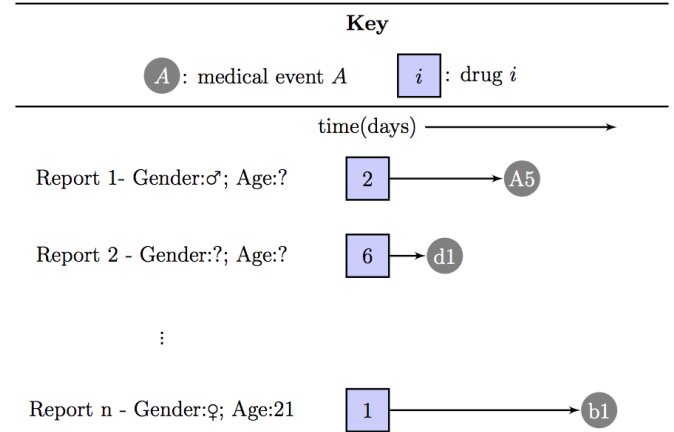 Key
A : medical event A i : drug i
time(days)
Report 1- Gender:♂; Age:? 2 A5
Report 2 - Gender:?; Age:? 6 d1
⋮
Report n - Gender:♀; Age:21 1 b1